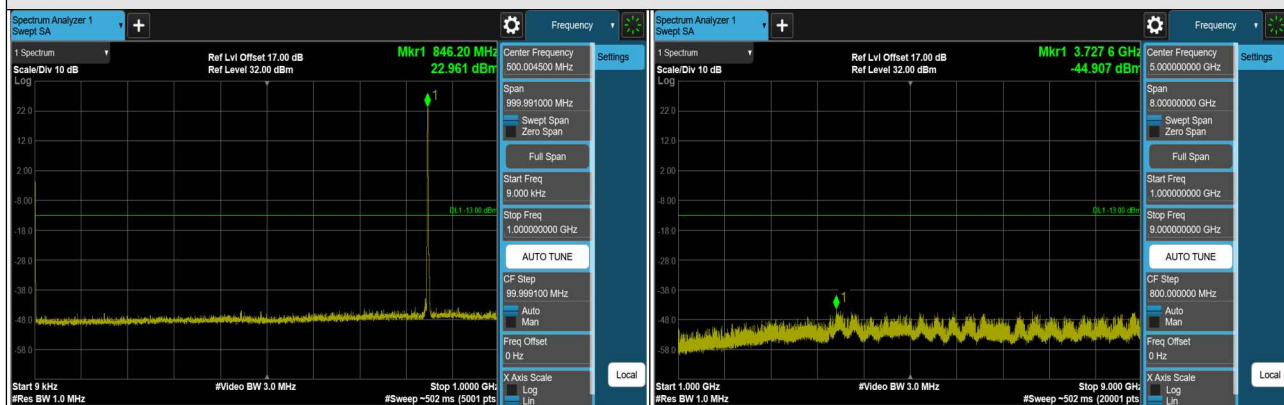 Spectrum Analyzer 1
Swept SA
+
Frequency
1 Spectrum
Scale/Div 10 dB
Log
Ref Lvl Offset 17.00 dB
Ref Level 32.00 dBm
Mkr1 846.20 MHz
22.961 dBm
1
22.0
12.0
2.00
-8.00
-18.0
-28.0
-38.0
-48.0
-58.0
DL1 -13.00 dBm
Start 9 kHz
#Res BW 1.0 MHz
#Video BW 3.0 MHz
Stop 1.0000 GHz
#Sweep ~502 ms (5001 pts)
Center Frequency
500.004500 MHz
Settings
Span
999.991000 MHz
Swept Span
Zero Span
Full Span
Start Freq
9.000 kHz
Stop Freq
1.000000000 GHz
AUTO TUNE
CF Step
99.999100 MHz
Auto
Man
Freq Offset
0 Hz
X Axis Scale
Log
Lin
Local
Spectrum Analyzer 1
Swept SA
+
Frequency
1 Spectrum
Scale/Div 10 dB
Log
Ref Lvl Offset 17.00 dB
Ref Level 32.00 dBm
Mkr1 3.727 6 GHz
-44.907 dBm
1
22.0
12.0
2.00
-8.00
-18.0
-28.0
-38.0
-48.0
-58.0
DL1 -13.00 dBm
Start 1.000 GHz
#Res BW 1.0 MHz
#Video BW 3.0 MHz
Stop 9.000 GHz
#Sweep ~502 ms (20001 pts)
Center Frequency
5.000000000 GHz
Settings
Span
8.00000000 GHz
Swept Span
Zero Span
Full Span
Start Freq
1.000000000 GHz
Stop Freq
9.000000000 GHz
AUTO TUNE
CF Step
800.000000 MHz
Auto
Man
Freq Offset
0 Hz
X Axis Scale
Log
Lin
Local